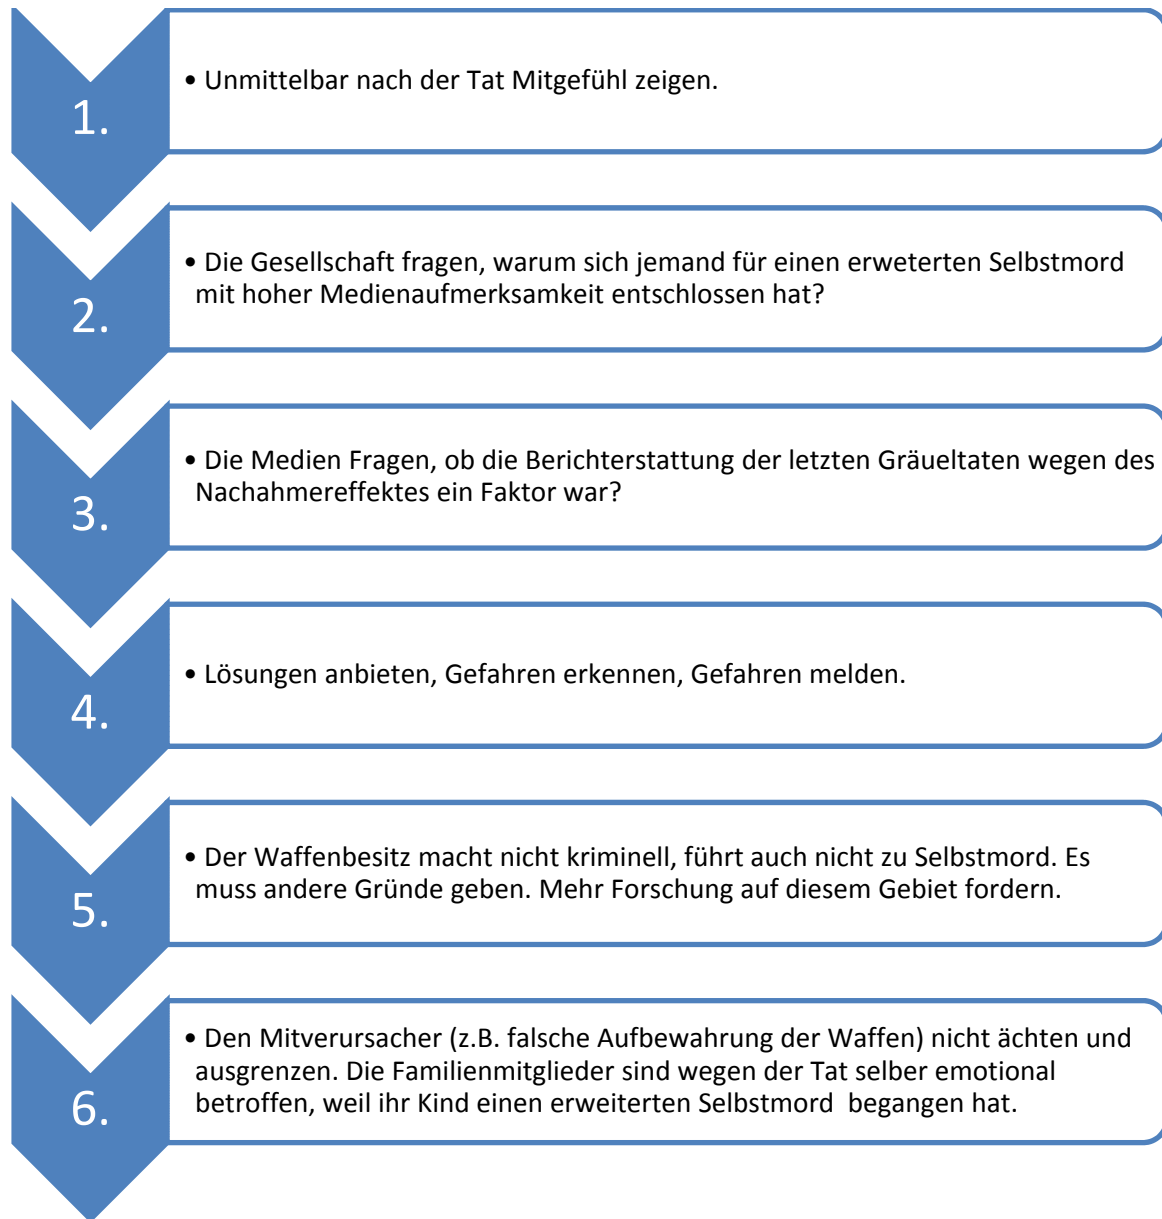 1.
• Unmittelbar nach der Tat Mitgefühl zeigen.
2.
• Die Gesellschaft fragen, warum sich jemand für einen erweterten Selbstmord
mit hoher Medienaufmerksamkeit entschlossen hat?
3.
• Die Medien Fragen, ob die Berichterstattung der letzten Gräueltaten wegen des
Nachahmereffektes ein Faktor war?
4.
• Lösungen anbieten, Gefahren erkennen, Gefahren melden.
5.
• Der Waffenbesitz macht nicht kriminell, führt auch nicht zu Selbstmord. Es
muss andere Gründe geben. Mehr Forschung auf diesem Gebiet fordern.
6.
• Den Mitverursacher (z.B. falsche Aufbewahrung der Waffen) nicht ächten und
ausgrenzen. Die Familienmitglieder sind wegen der Tat selber emotional
betroffen, weil ihr Kind einen erweiterten Selbstmord  begangen hat.